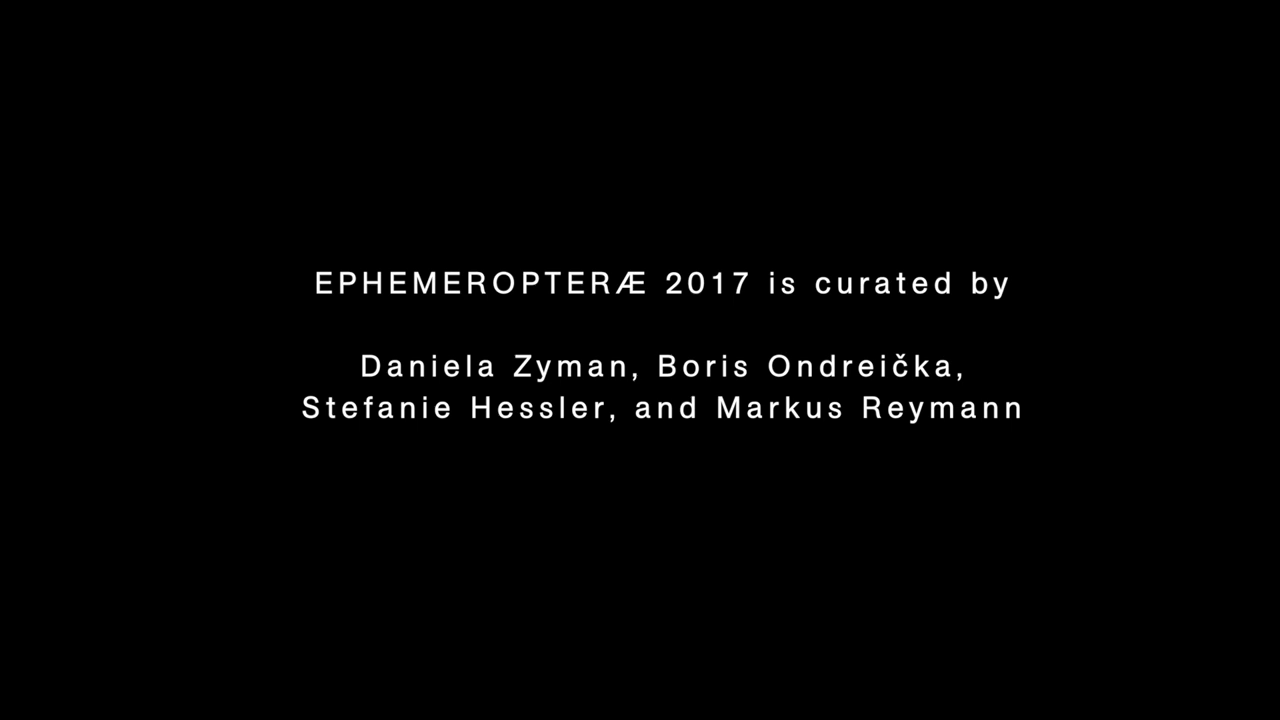 EPHEMEROPTERÆ 2017 is curated by
Daniela Zyman, Boris Ondreička,
Stefanie Hessler, and Markus Reymann